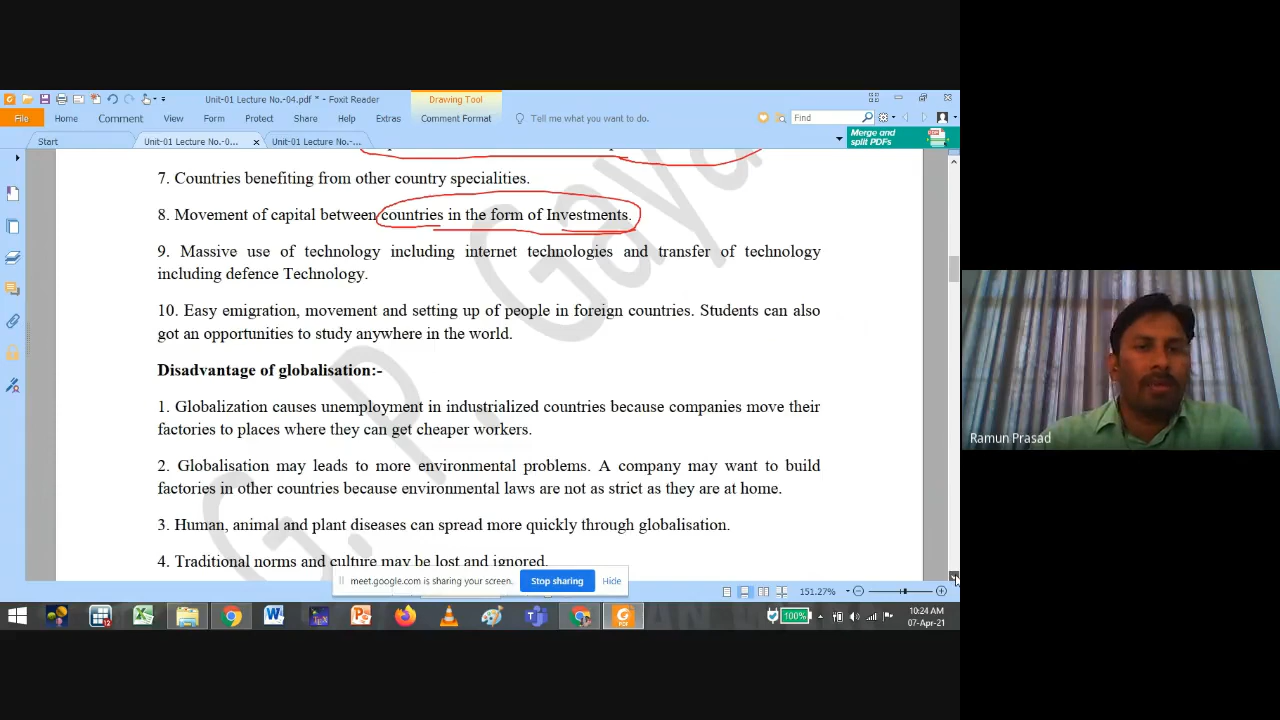 Unit-01 Lecture No.-04.pdf * - Foxit Reader
Drawing Tool
File Home Comment View Form Protect Share Help Extras Comment Format Tell me what you want to do. Find
Start Unit-01 Lecture No.-0... Unit-01 Lecture No.-... Merge and
split PDFs
7. Countries benefiting from other country specialities.
8. Movement of capital between countries in the form of Investments.
9. Massive use of technology including internet technologies and transfer of technology
including defence Technology.
10. Easy emigration, movement and setting up of people in foreign countries. Students can also
got an opportunities to study anywhere in the world.
Disadvantage of globalisation:-
1. Globalization causes unemployment in industrialized countries because companies move their
factories to places where they can get cheaper workers.
2. Globalisation may leads to more environmental problems. A company may want to build
factories in other countries because environmental laws are not as strict as they are at home.
3. Human, animal and plant diseases can spread more quickly through globalisation.
4. Traditional norms and culture may be lost and ignored.
G. P. Gaya
meet.google.com is sharing your screen. Stop sharing Hide
151.27%
100%
10:24 AM
07-Apr-21
Ramun Prasad